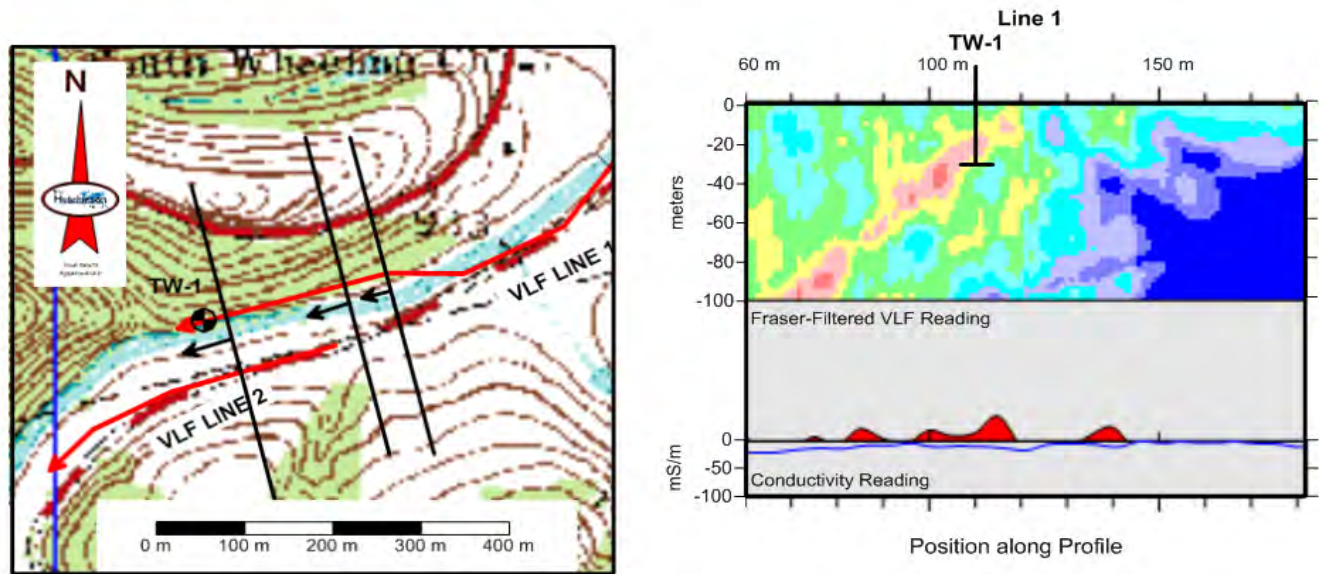 N
TW-1
VLF LINE 1
VLF LINE 2
0 m 100 m 200 m 300 m 400 m
Line 1
TW-1
60 m 100 m 150 m
0
-20
-40
-60
-80
-100
meters
Fraser-Filtered VLF Reading
0
-50
-100
mS/m
Conductivity Reading
Position along Profile